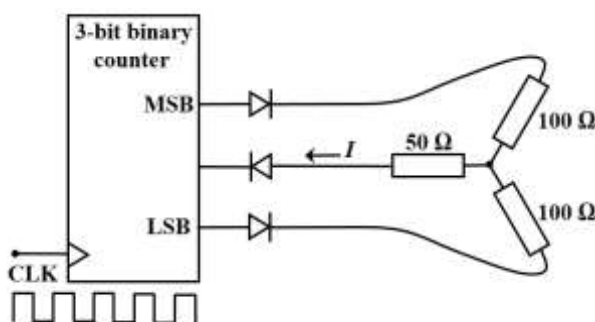 3-bit binary
counter
MSB
100 Ω
50 Ω
I
LSB
100 Ω
CLK